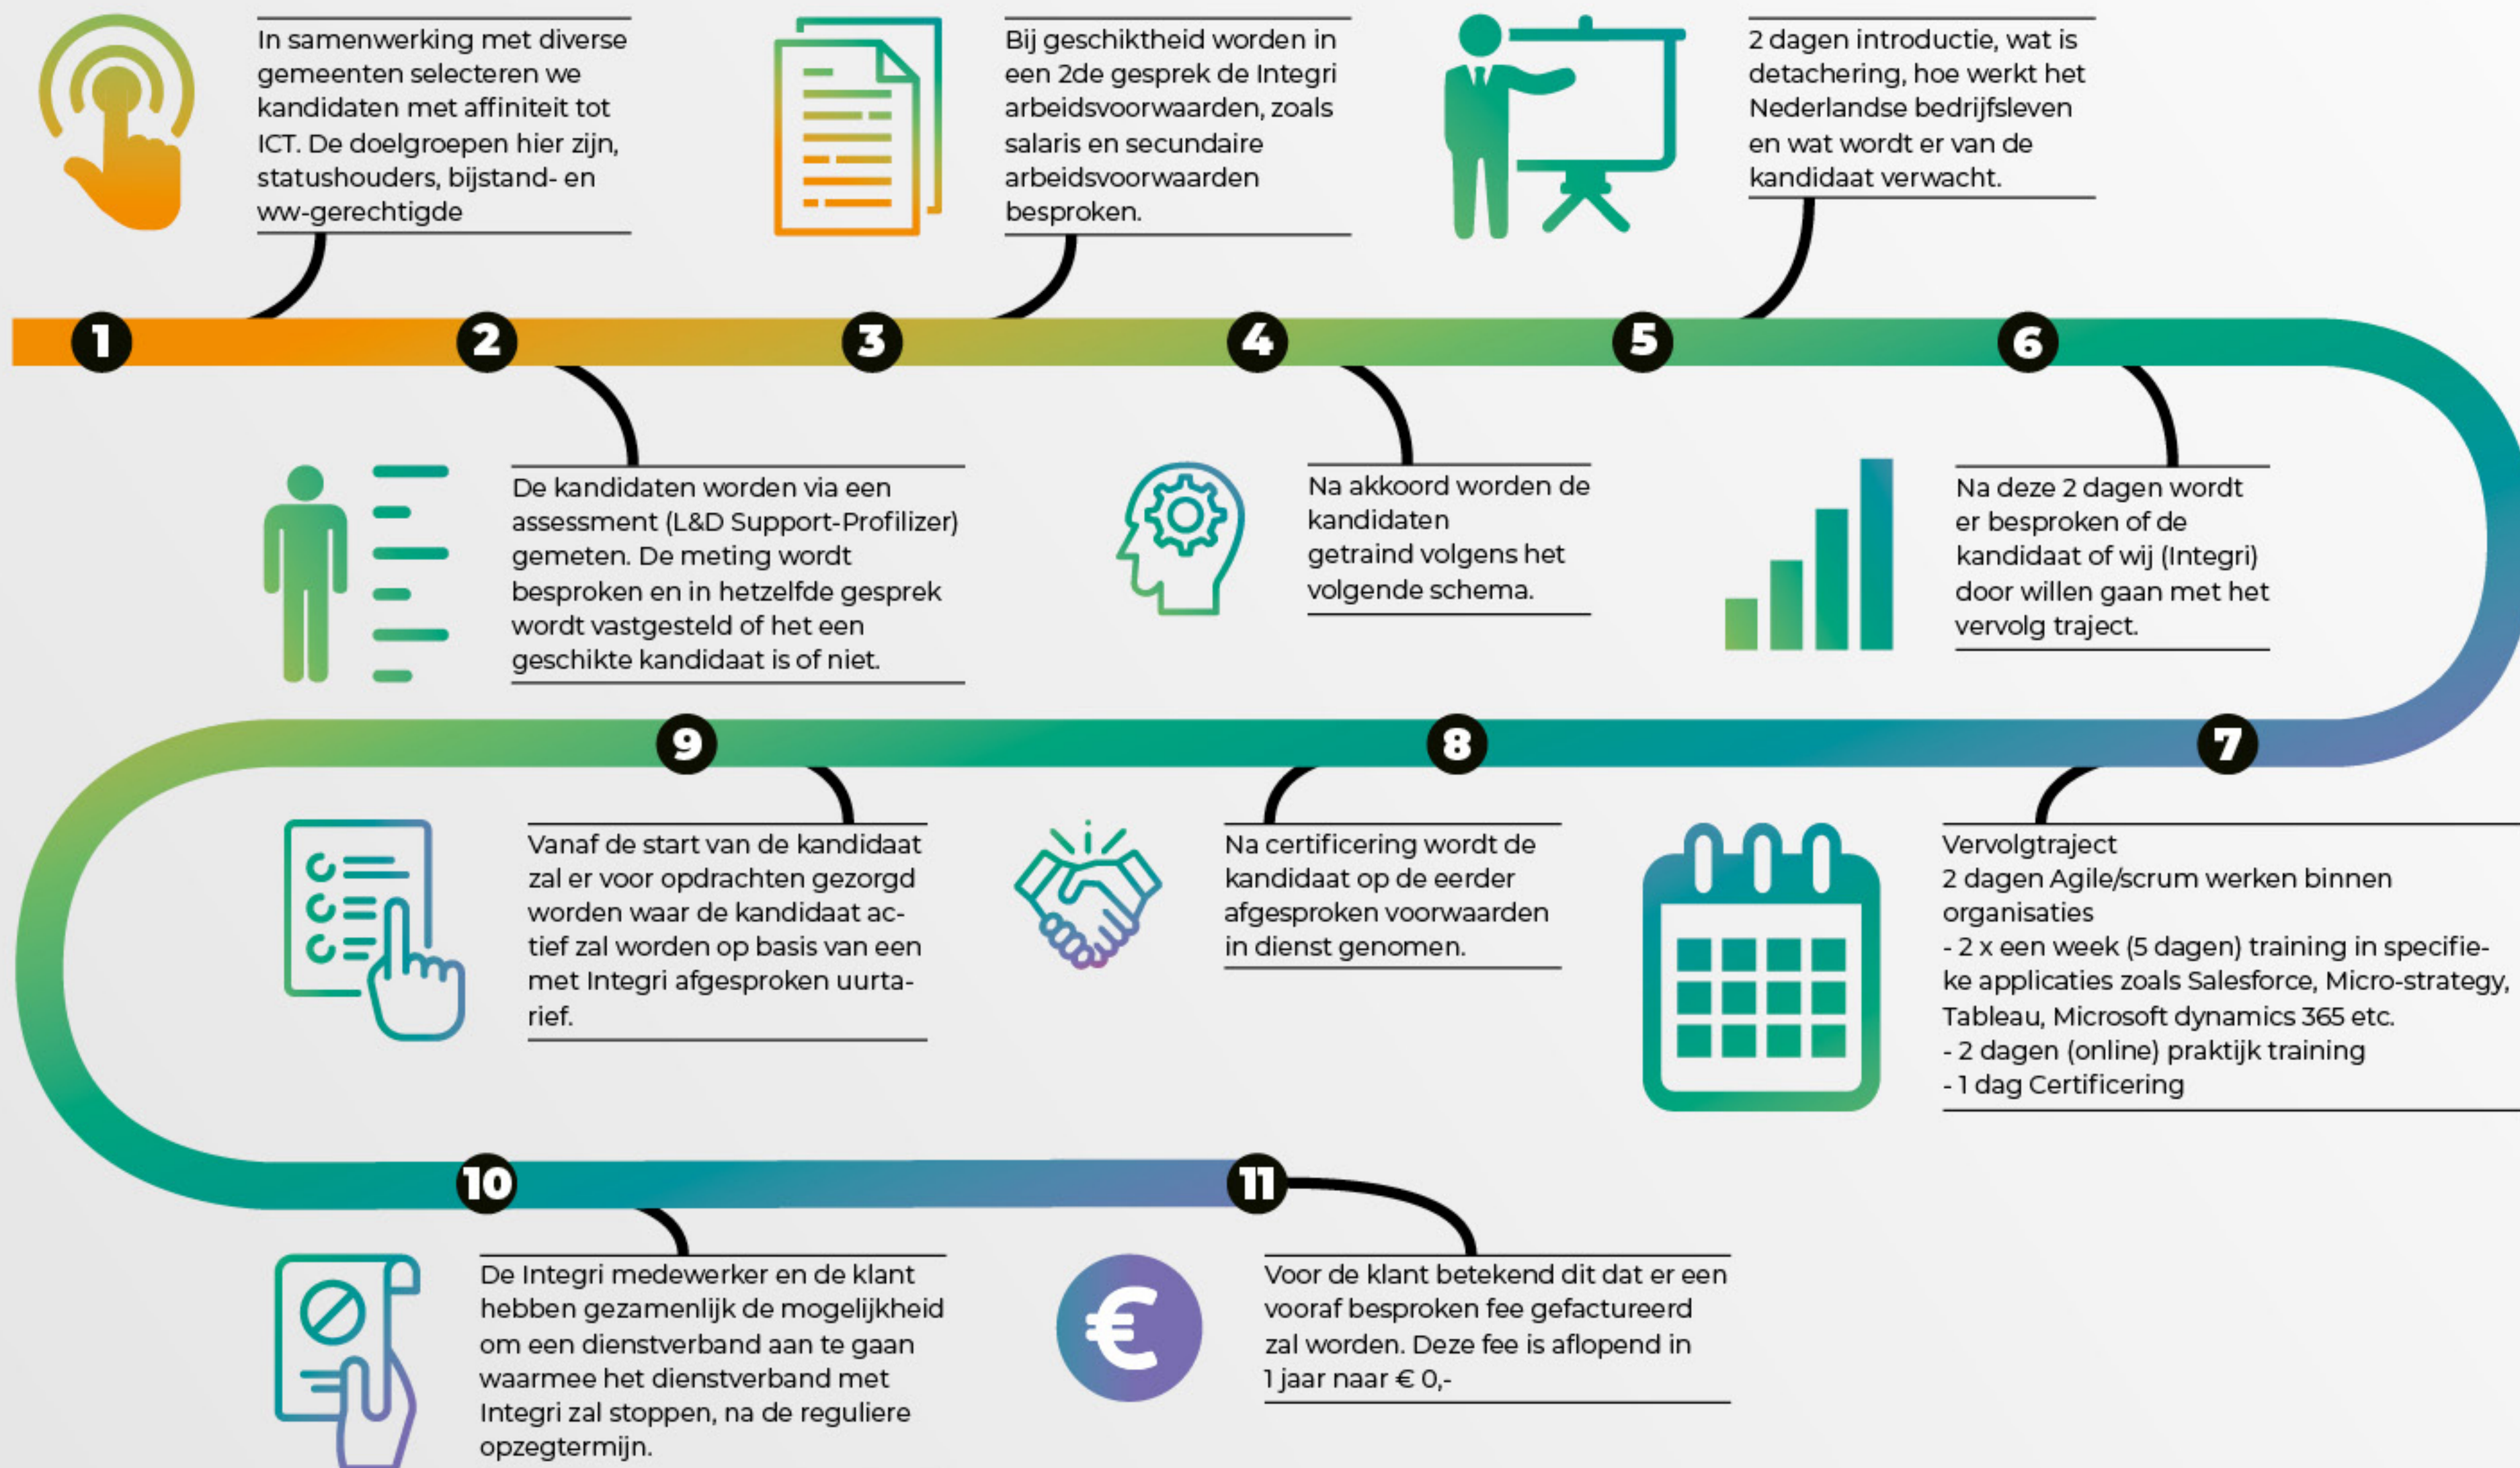 1
In samenwerking met diverse
gemeenten selecteren we
kandidaten met affiniteit tot
ICT. De doelgroepen hier zijn,
statushouders, bijstand- en
ww-gerechtigde
2
De kandidaten worden via een
assessment (L&D Support-Profilizer)
gemeten. De meting wordt
besproken en in hetzelfde gesprek
wordt vastgesteld of het een
geschikte kandidaat is of niet.
3
Bij geschiktheid worden in
een 2de gesprek de Integri
arbeidsvoorwaarden, zoals
salaris en secundaire
arbeidsvoorwaarden
besproken.
4
Na akkoord worden de
kandidaten
getraind volgens het
volgende schema.
5
2 dagen introductie, wat is
detachering, hoe werkt het
Nederlandse bedrijfsleven
en wat wordt er van de
kandidaat verwacht.
6
Na deze 2 dagen wordt
er besproken of de
kandidaat of wij (Integri)
door willen gaan met het
vervolg traject.
7
Vervolgtraject
2 dagen Agile/scrum werken binnen
organisaties
- 2 x een week (5 dagen) training in specifie-
ke applicaties zoals Salesforce, Micro-strategy,
Tableau, Microsoft dynamics 365 etc.
- 2 dagen (online) praktijk training
- 1 dag Certificering
8
Na certificering wordt de
kandidaat op de eerder
afgesproken voorwaarden
in dienst genomen.
9
Vanaf de start van de kandidaat
zal er voor opdrachten gezorgd
worden waar de kandidaat ac-
tief zal worden op basis van een
met Integri afgesproken uurta-
rief.
10
De Integri medewerker en de klant
hebben gezamenlijk de mogelijkheid
om een dienstverband aan te gaan
waarmee het dienstverband met
Integri zal stoppen, na de reguliere
opzegtermijn.
11
€
Voor de klant betekend dit dat er een
vooraf besproken fee gefactureerd
zal worden. Deze fee is aflopend in
1 jaar naar € 0,-